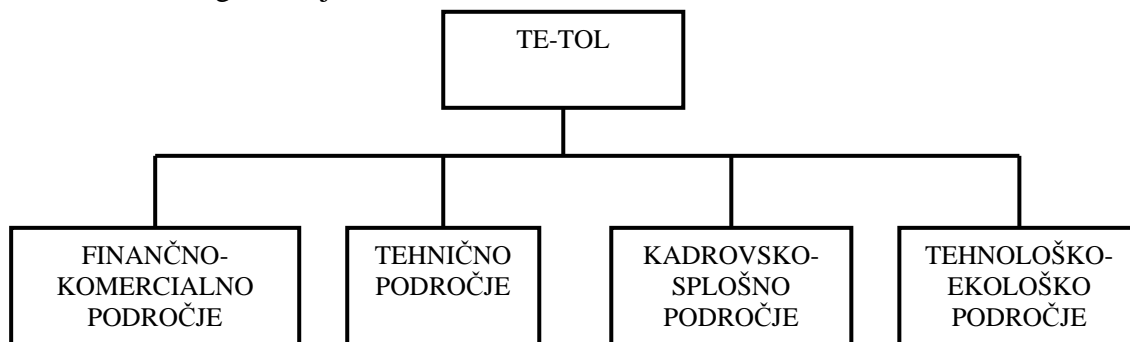 TE-TOL
FINANČNO-
KOMERCIALNO
PODROČJE
TEHNIČNO
PODROČJE
KADROVSKO-
SPLOŠNO
PODROČJE
TEHNOLOŠKO-
EKOLOŠKO
PODROČJE